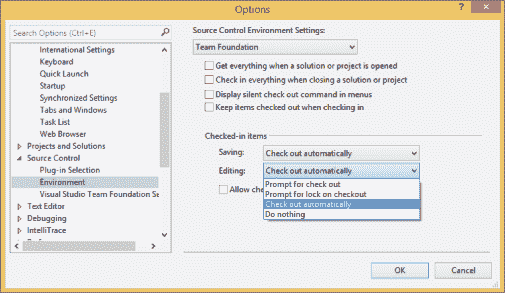 Options
?
Search Options (Ctrl+E)
International Settings
Keyboard
Quick Launch
Startup
Synchronized Settings
Tabs and Windows
Task List
Web Browser
Projects and Solutions
Source Control
Plug-in Selection
Environment
Visual Studio Team Foundation Se
Text Editor
Debugging
IntelliTrace
Source Control Environment Settings:
Team Foundation
Get everything when a solution or project is opened
Check in everything when closing a solution or project
Display silent check out command in menus
Keep items checked out when checking in
Checked-in items
Saving: Check out automatically
Editing: Check out automatically
Prompt for check out
Prompt for lock on checkout
Check out automatically
Do nothing
Allow che
OK
Cancel